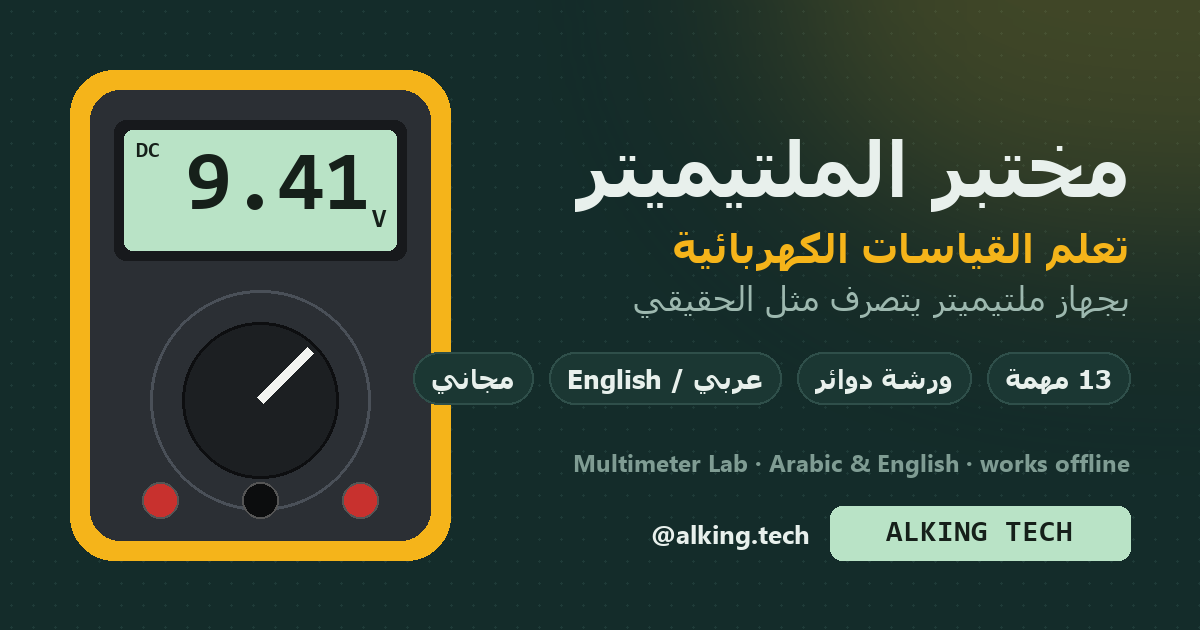 DC
9.41
V
مختبر الملتيميتر
تعلم القياسات الكهربائية
بجهاز ملتيميتر يتصرف مثل الحقيقي
13 مهمة
ورشة دوائر
عربي / English
مجاني
Multimeter Lab · Arabic & English · works offline
@alking.tech
ALKING TECH